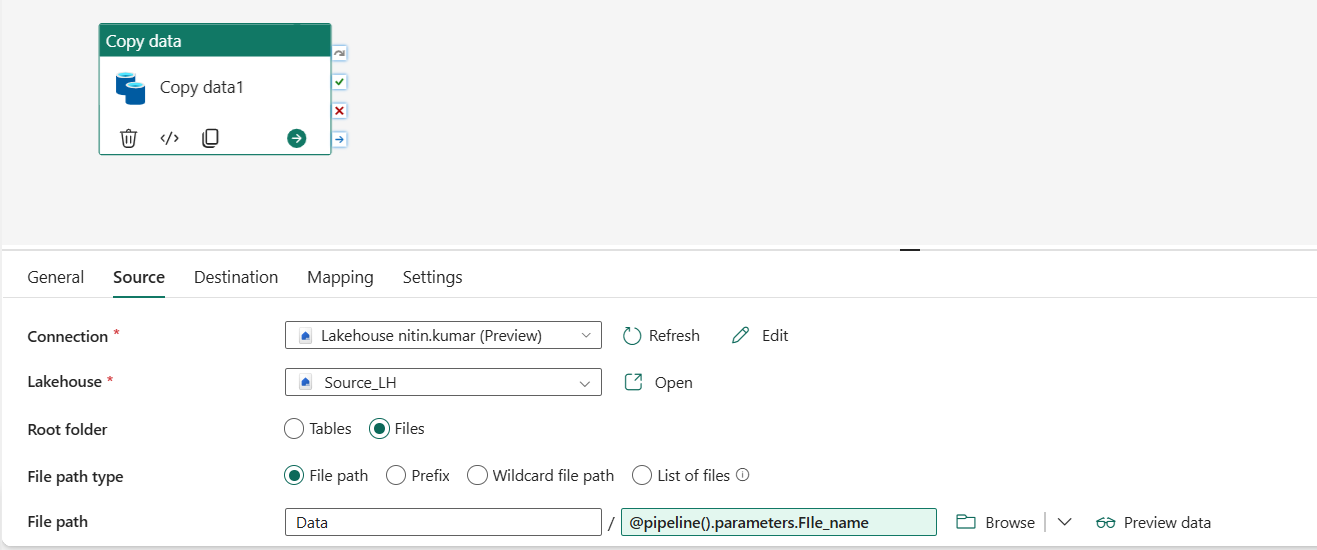 Copy data
Copy data1
General Source Destination Mapping Settings
Connection * Lakehouse nitin.kumar (Preview) Refresh Edit
Lakehouse * Source_LH Open
Root folder Tables Files
File path type File path Prefix Wildcard file path List of files
File path Data / @pipeline().parameters.FIle_name Browse Preview data